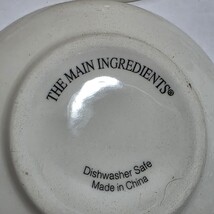 THE MAIN INGREDIENTS®
Dishwasher Safe
Made in China